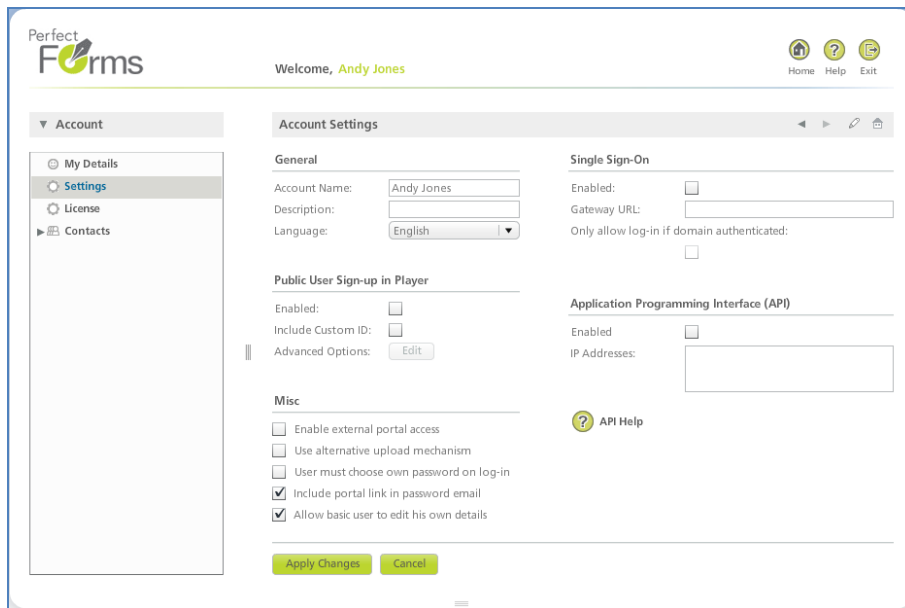 Perfect
Forms
Welcome, Andy Jones
Home Help Exit
Account
My Details
Settings
License
Contacts
Account Settings
General
Account Name: Andy Jones
Description:
Language: English
Public User Sign-up in Player
Enabled:
Include Custom ID:
Advanced Options: Edit
Misc
Enable external portal access
Use alternative upload mechanism
User must choose own password on log-in
Include portal link in password email
Allow basic user to edit his own details
Single Sign-On
Enabled:
Gateway URL:
Only allow log-in if domain authenticated:
Application Programming Interface (API)
Enabled
IP Addresses:
? API Help
Apply Changes Cancel